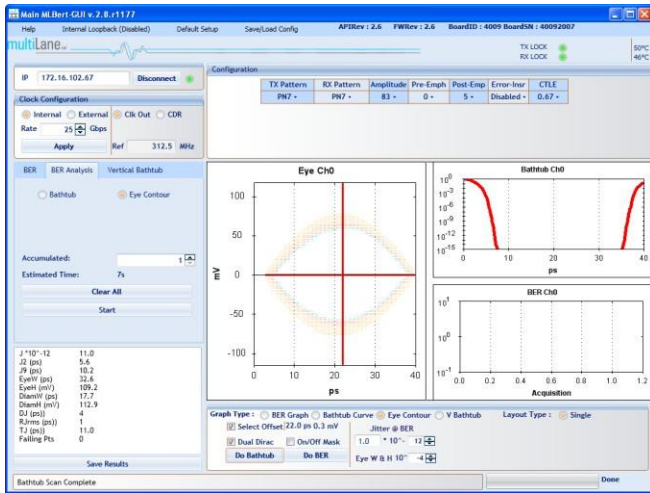 Main MLBert-GUI v.2.0.r1177
Help Internal Loopback (Disabled) Default Setup Save/Load Config APIRev : 2.6 FWRev : 2.6 BoardID : 4009 BoardSN : 40092007
multiLane
TX LOCK 50°C
RX LOCK 46°C
IP 172.16.102.67 Disconnect
Clock Configuration
Internal External Clk Out CDR
Rate 25 Gbps
Apply Ref 312.5 MHz
Configuration
TX Pattern RX Pattern Amplitude Pre-Emph Post-Emp Error-Insr CTLE
PN7 PN7 83 0 5 Disabled 0.67
BER BER Analysis Vertical Bathtub
Bathtub Eye Contour
Accumulated: 1
Estimated Time: 7s
Clear All
Start
Eye Ch0
mV
100
50
0
-50
-100
0 10 20 30 40
ps
Bathtub Ch0
10^0
10^-3
10^-6
10^-9
10^-12
10^-15
0 10 20 30 40
ps
BER Ch0
10^1
10^0
10^-1
0.0 0.2 0.4 0.6 0.8 1.0 1.2
Acquisition
J *10^-12 11.0
J2 (ps) 5.6
J9 (ps) 10.2
EyeW (ps) 32.6
EyeH (mV) 109.2
DiamW (ps) 17.7
DiamH (mV) 112.9
DJ (ps)) 4
RJrms (ps)) 1
TJ (ps)) 11.0
Failing Pts 0
Save Results
Graph Type : BER Graph Bathtub Curve Eye Contour V Bathtub Layout Type : Single
Select Offset 22.0 ps 0.3 mV
Jitter @ BER
Dual Dirac On/Off Mask 1.0 * 10^- 12
Do Bathtub Do BER Eye W & H 10^ -4
Bathtub Scan Complete Done